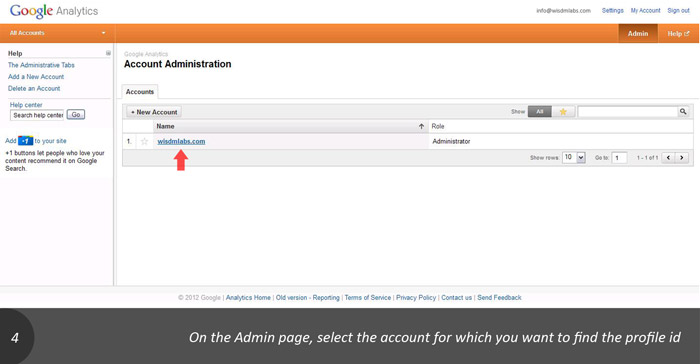 Google Analytics
info@wisdmlabs.com Settings My Account Sign out
All Accounts
Admin Help
Help
The Administrative Tabs
Add a New Account
Delete an Account
Help center
Search help center Go
Add +1 to your site
+1 buttons let people who love your
content recommend it on Google
Search.
Google Analytics
Account Administration
Accounts
+ New Account
Show All
Name Role
1. wisdmlabs.com Administrator
Show rows: 10 Go to: 1 1 - 1 of 1
© 2012 Google | Analytics Home | Old version - Reporting | Terms of Service | Privacy Policy | Contact us | Send Feedback
4 On the Admin page, select the account for which you want to find the profile id